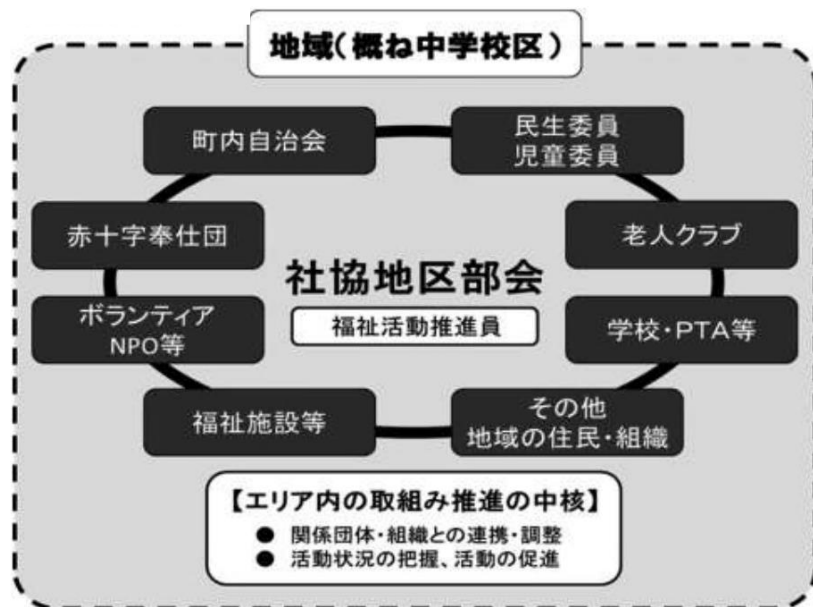 地域(概ね中学校区)
町内自治会
民生委員
児童委員
赤十字奉仕団
老人クラブ
社協地区部会
福祉活動推進員
ボランティア
NPO等
学校・PTA等
福祉施設等
その他
地域の住民・組織
【エリア内の取組み推進の中核】
● 関係団体・組織との連携・調整
● 活動状況の把握、活動の促進